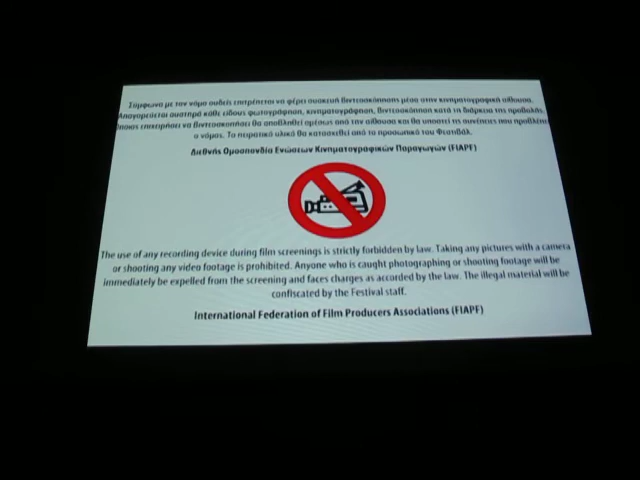 Σύμφωνα με τον νόμο ουδείς επιτρέπεται να φέρει συσκευή βιντεοσκόπησης μέσα στην κινηματογραφική αίθουσα.
Απαγορεύεται αυστηρά κάθε είδους φωτογράφηση, κινηματογράφηση, βιντεοσκόπηση κατά τη διάρκεια της προβολής.
όποιος επιχειρήσει να βιντεοσκοπήσει θα αποβληθεί αμέσως από την αίθουσα και θα υποστεί τις συνέπειες που προβλέπει
ο νόμος. Το πειρατικό υλικό θα κατασχεθεί από το προσωπικό του Φεστιβάλ.
Διεθνής Ομοσπονδία Ενώσεων Κινηματογραφικών Παραγωγών (FIAPF)
The use of any recording device during film screenings is strictly forbidden by law. Taking any pictures with a camera
or shooting any video footage is prohibited. Anyone who is caught photographing or shooting footage will be
immediately be expelled from the screening and faces charges as accorded by the law. The illegal material will be
confiscated by the Festival staff.
International Federation of Film Producers Associations (FIAPF)